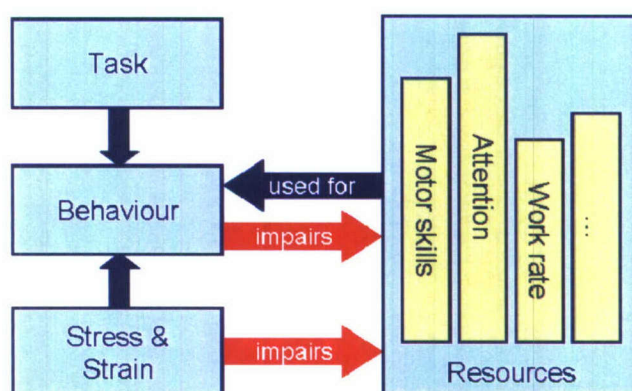 Task
Behaviour
Stress &
Strain
used for
impairs
impairs
Motor skills
Attention
Work rate
...
Resources